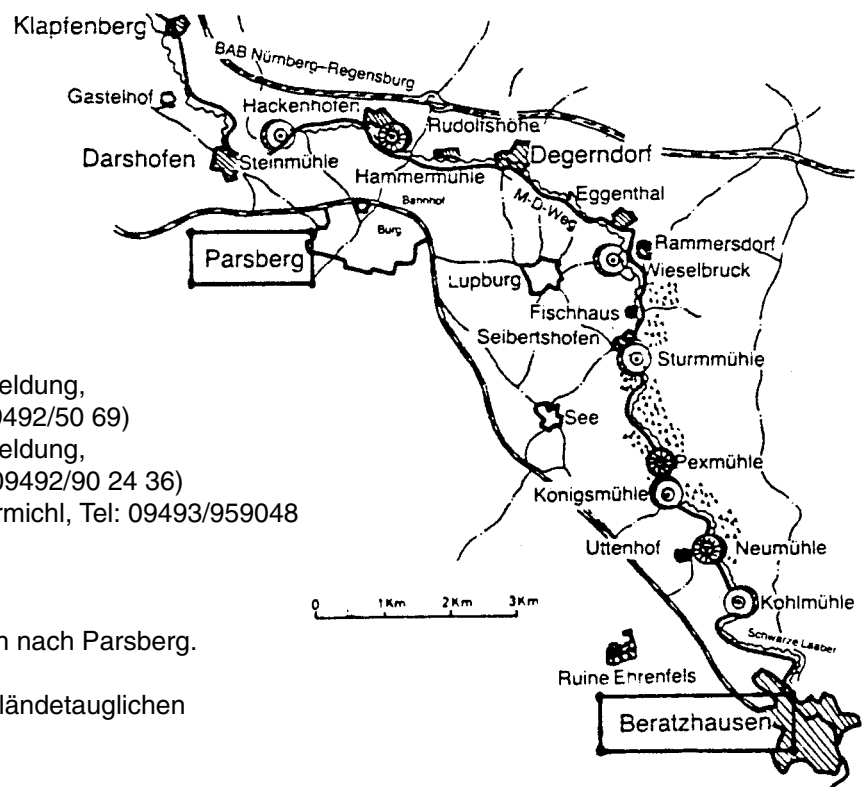 Klapfenberg
BAB Nürnberg-Regensburg
Gastelhof
Hackenhofen
Rudolfshöhe
Darshofen
Steinmühle
Degerndorf
Hammermühle
Eggenthal
Bahnhof
M-D-Weg
Burg
Rammersdorf
Parsberg
Lupburg
Wieselbruck
Fischhaus
Seibertshofen
Sturmmühle
eldung,
9492/50 69)
See
eldung,
09492/90 24 36)
Pexmühle
Konigsmühle
rmichl, Tel: 09493/959048
Uttenhof
Neumühle
0 1Km 2Km 3Km
Kohlmühle
n nach Parsberg.
Schwarze Laaber
Ruine Ehrenfels
ländetauglichen
Beratzhausen